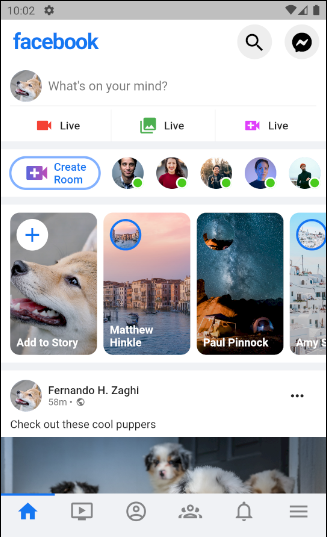 10:02
facebook
What's on your mind?
Live
Live
Live
Create
Room
Add to Story
Matthew
Hinkle
Paul Pinnock
Amy S
Fernando H. Zaghi
58m •
Check out these cool puppers